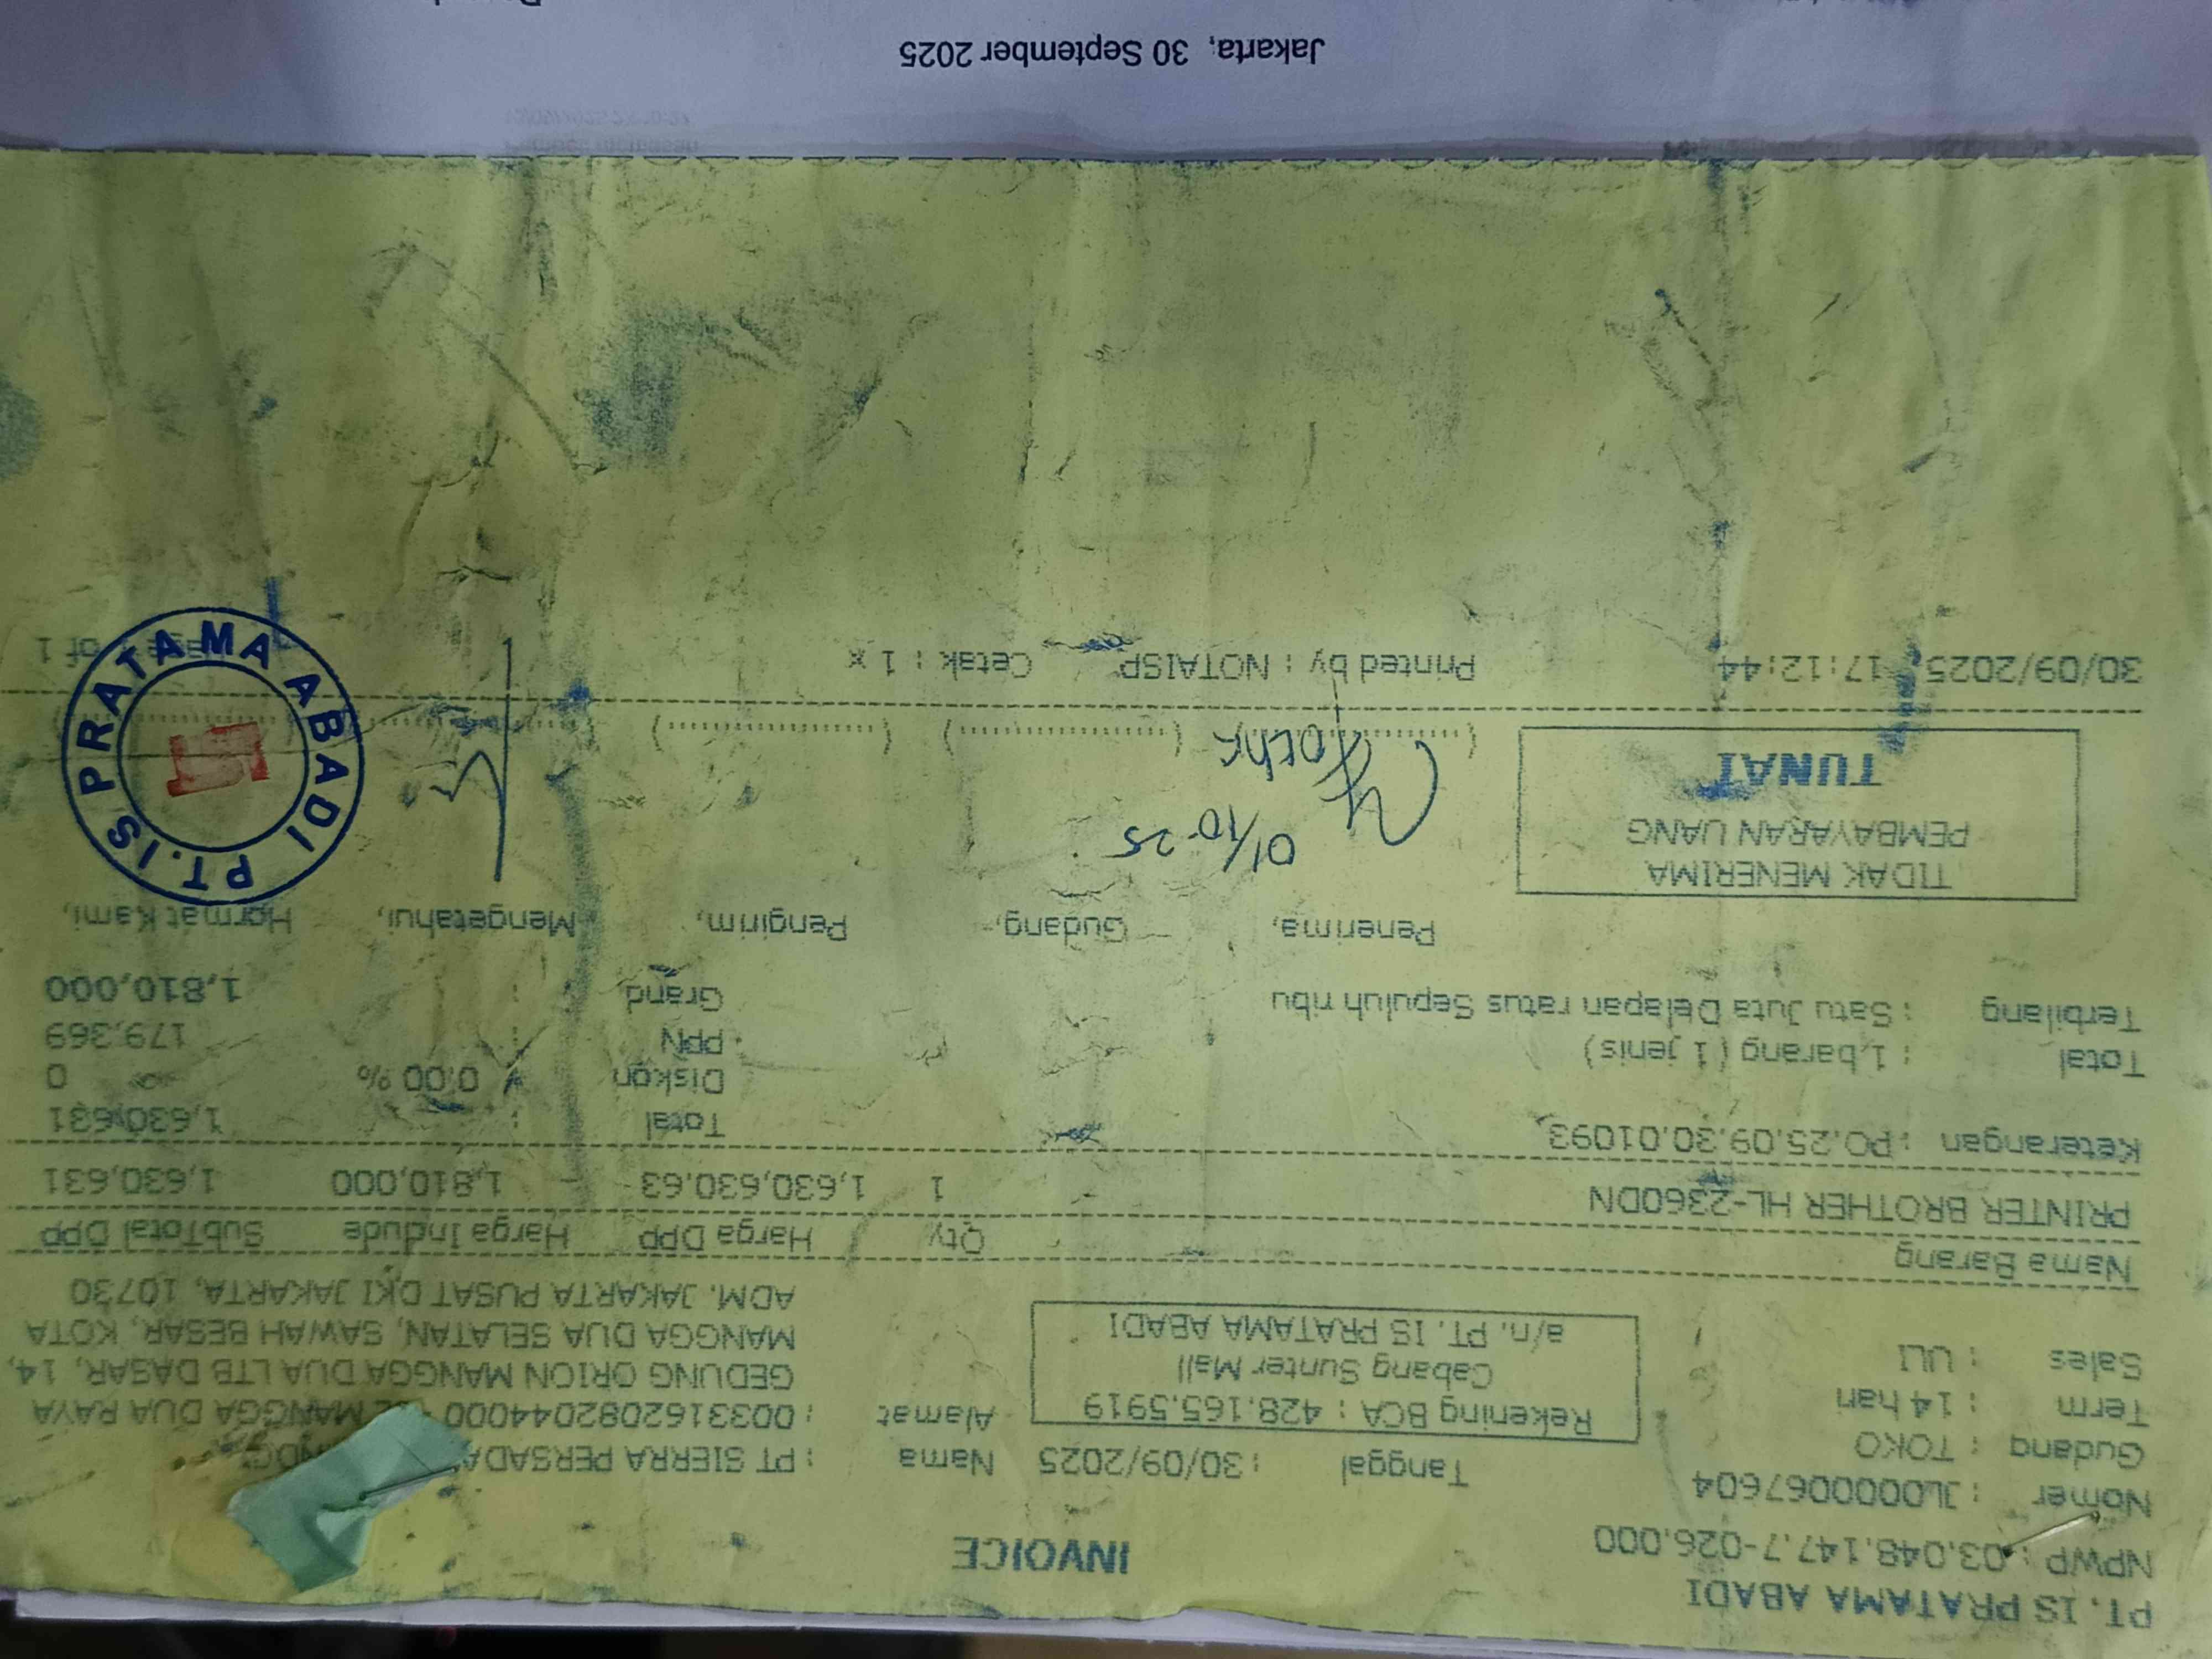 PT. IS PRATAMA ABADI
NPWP : 03.048.147.7-026.000
INVOICE
Nomer : JL0000067604
Gudang : TOKO
Term : 14 hari
Sales : ULI
Tanggal : 30/09/2025
Rekening BCA : 428.165.5919
Cabang Sunter Mall
a/n. PT. IS PRATAMA ABADI
Nama : PT SIERRA PERSADA
Alamat : 0033162082044000 MANGGA DUA RAYA
GEDUNG ORION MANGGA DUA LTB DASAR, 14,
MANGGA DUA SELATAN, SAWAH BESAR, KOTA
ADM. JAKARTA PUSAT DKI JAKARTA, 10730
Nama Barang Qty Harga Dpp Harga Include SubTotal Dpp
PRINTER BROTHER HL-2360DN 1 1,630,630.63 1,810,000 1,630,631
Keterangan : PO.25.09.30.01093
Total : 1,630,631
Diskon 0.00 % 0
Total : 1 barang ( 1 jenis)
PPN : 179,369
Terbilang : Satu Juta Delapan ratus Sepuluh ribu
Grand : 1,810,000
TIDAK MENERIMA
PEMBAYARAN UANG
TUNAI
Penerima, Gudang, Pengirim, Mengetahui, Hormat Kami,
01/10-25
PT. IS PRATAMA ABADI
30/09/2025 17:12:44 Printed by : NOTAISP Cetak : 1 x of 1
Jakarta, 30 September 2025